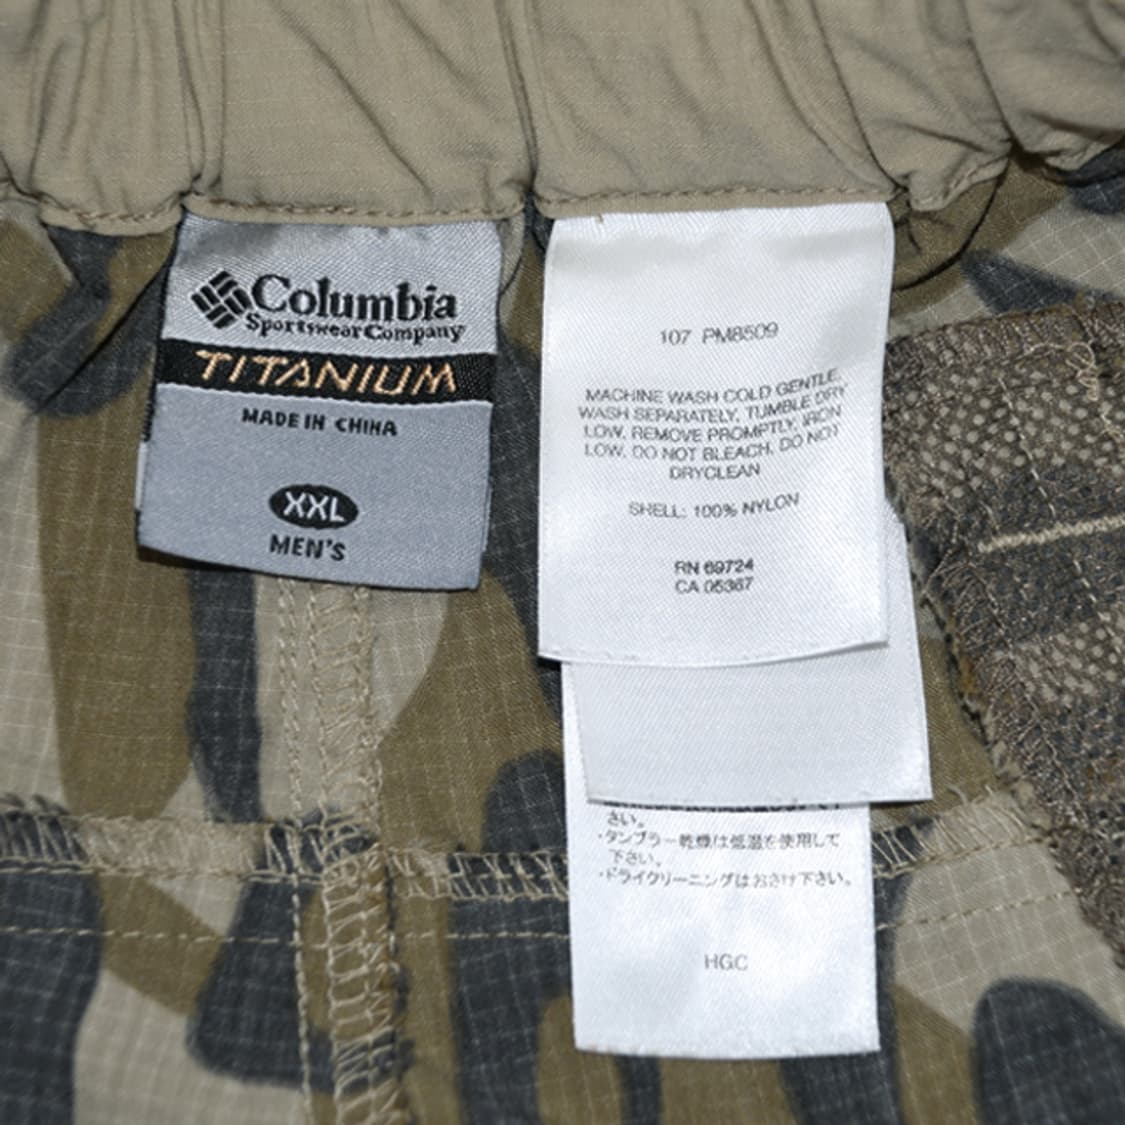 Columbia
Sportswear Company
TITANIUM
MADE IN CHINA
XXL
MEN'S
107 PM8509
MACHINE WASH COLD GENTLE.
WASH SEPARATELY, TUMBLE DRY
LOW. REMOVE PROMPTLY. IRON
LOW. DO NOT BLEACH. DO NOT
DRYCLEAN
SHELL: 100% NYLON
RN 69724
CA 05367
さい。
・タンブラー乾燥は低温を使用して
下さい。
・ドライクリーニングはおさけ下さい。
HGC